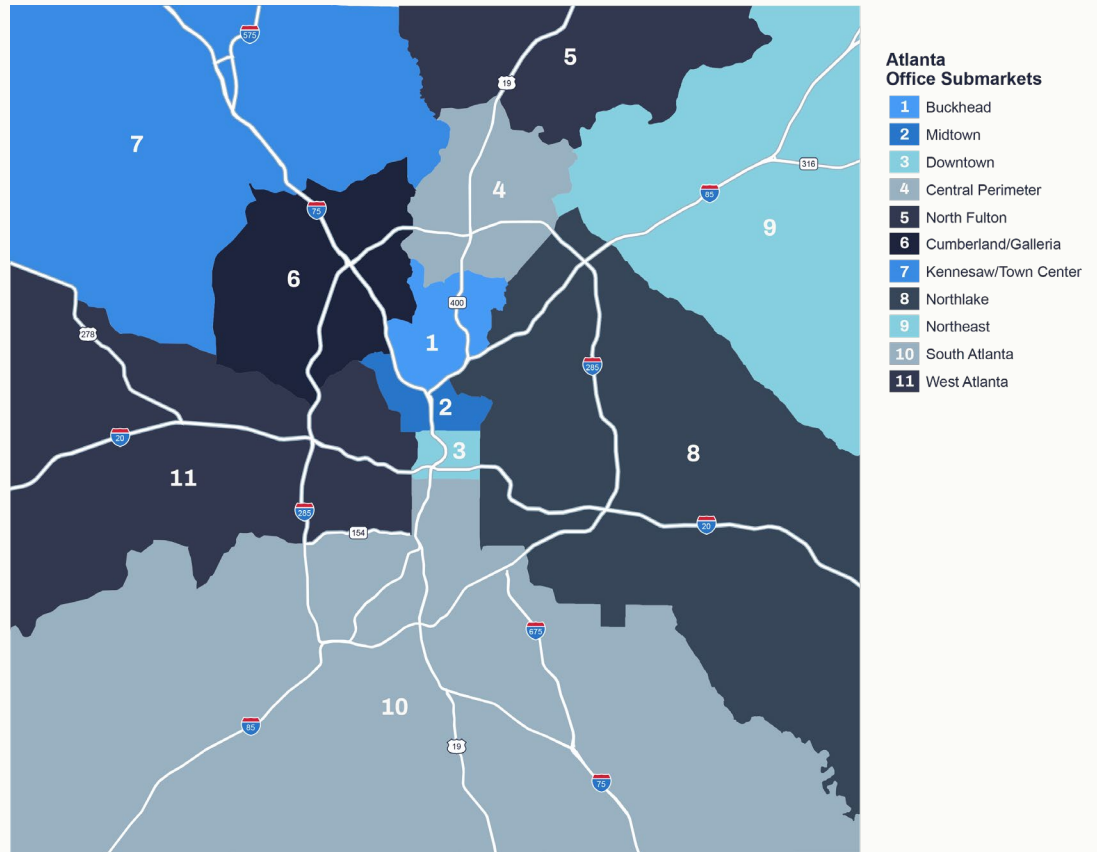 Atlanta
Office Submarkets
1 Buckhead
2 Midtown
3 Downtown
4 Central Perimeter
5 North Fulton
6 Cumberland/Galleria
7 Kennesaw/Town Center
8 Northlake
9 Northeast
10 South Atlanta
11 West Atlanta
575
5
19
7
316
4
85
75
9
6
400
278
1
285
2
20
3
8
11
285
20
154
675
10
85
19
75